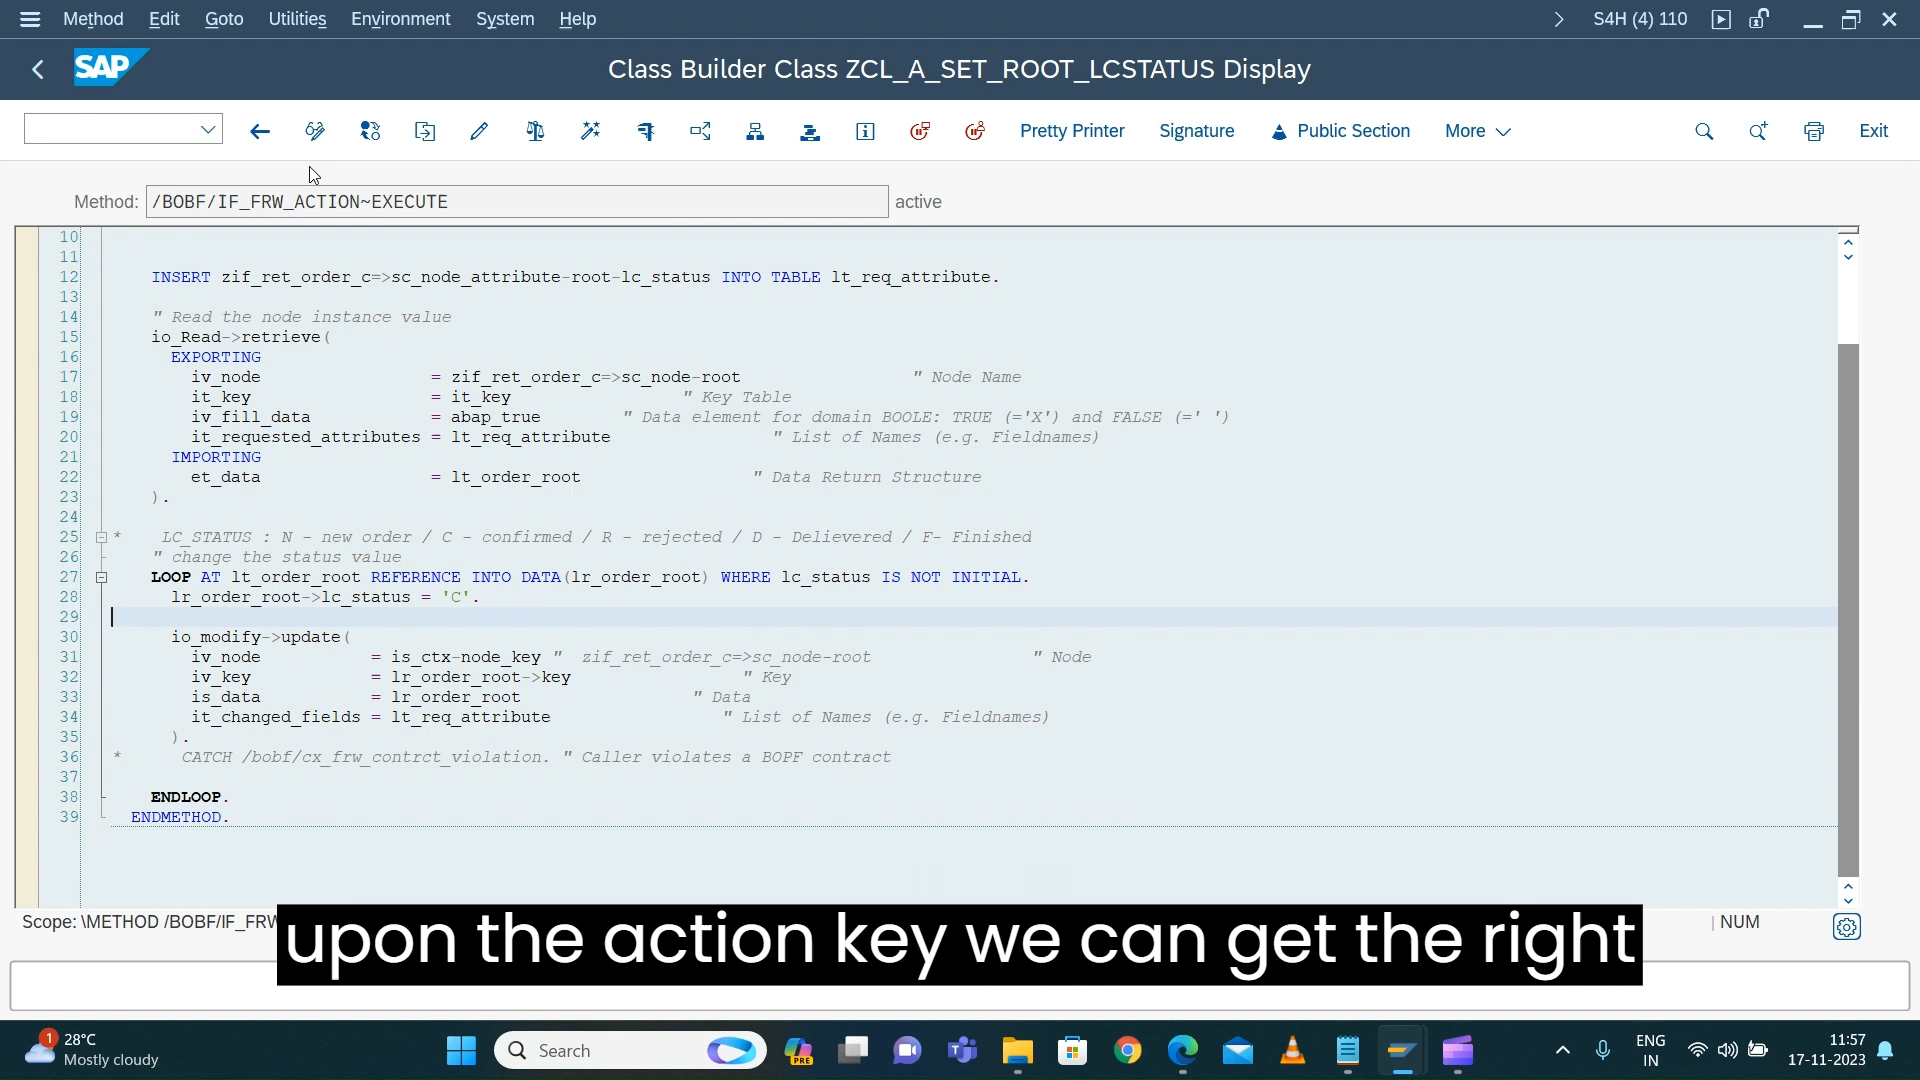 Method Edit Goto Utilities Environment System Help S4H (4) 110
SAP Class Builder Class ZCL_A_SET_ROOT_LCSTATUS Display
Pretty Printer Signature Public Section More Exit
Method: /BOBF/IF_FRW_ACTION~EXECUTE active
10
11
12 INSERT zif_ret_order_c=>sc_node_attribute-root-lc_status INTO TABLE lt_req_attribute.
13
14 " Read the node instance value
15 io_Read->retrieve(
16 EXPORTING
17 iv_node = zif_ret_order_c=>sc_node-root " Node Name
18 it_key = it_key " Key Table
19 iv_fill_data = abap_true " Data element for domain BOOLE: TRUE (='X') and FALSE (=' ')
20 it_requested_attributes = lt_req_attribute " List of Names (e.g. Fieldnames)
21 IMPORTING
22 et_data = lt_order_root " Data Return Structure
23 ).
24
25 * LC_STATUS : N - new order / C - confirmed / R - rejected / D - Delievered / F- Finished
26 " change the status value
27 LOOP AT lt_order_root REFERENCE INTO DATA(lr_order_root) WHERE lc_status IS NOT INITIAL.
28 lr_order_root->lc_status = 'C'.
29
30 io_modify->update(
31 iv_node = is_ctx-node_key " zif_ret_order_c=>sc_node-root " Node
32 iv_key = lr_order_root->key " Key
33 is_data = lr_order_root " Data
34 it_changed_fields = lt_req_attribute " List of Names (e.g. Fieldnames)
35 ).
36 * CATCH /bobf/cx_frw_contrct_violation. " Caller violates a BOPF contract
37
38 ENDLOOP.
39 ENDMETHOD.
Scope: \METHOD /BOBF/IF_FRW NUM
upon the action key we can get the right
1 28°C
Mostly cloudy
Search
PRE
ENG
IN
11:57
17-11-2023